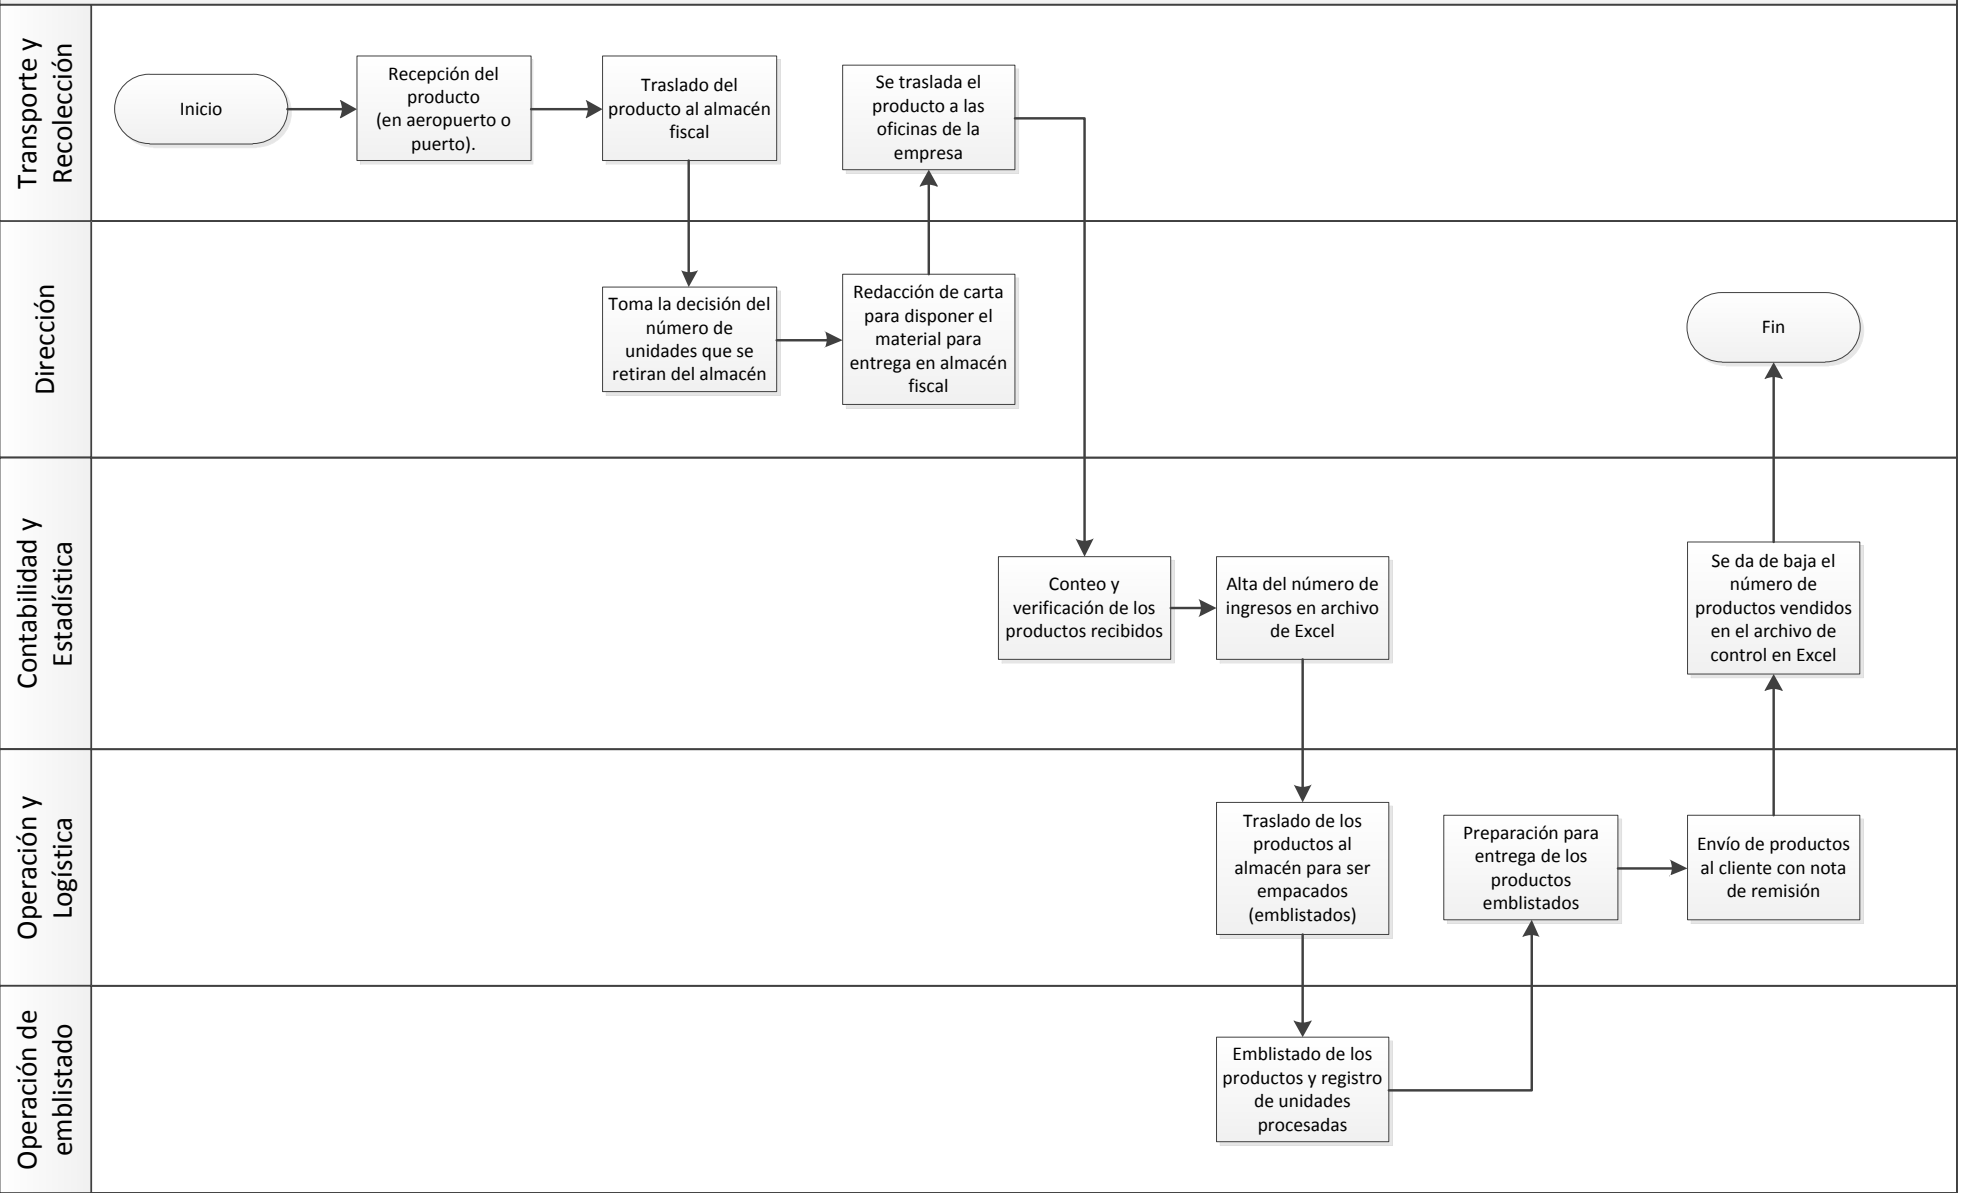 Transporte y
Recolección
Inicio
Recepción del
producto
(en aeropuerto o
puerto).
Traslado del
producto al almacén
fiscal
Se traslada el
producto a las
oficinas de la
empresa
Dirección
Toma la decisión del
número de
unidades que se
retiran del almacén
Redacción de carta
para disponer el
material para
entrega en almacén
fiscal
Fin
Contabilidad y
Estadística
Conteo y
verificación de los
productos recibidos
Alta del número de
ingresos en archivo
de Excel
Se da de baja el
número de
productos vendidos
en el archivo de
control en Excel
Operación y
Logística
Traslado de los
productos al
almacén para ser
empacados
(emblistados)
Preparación para
entrega de los
productos
emblistados
Envío de productos
al cliente con nota
de remisión
Operación de
emblistado
Emblistado de los
productos y registro
de unidades
procesadas